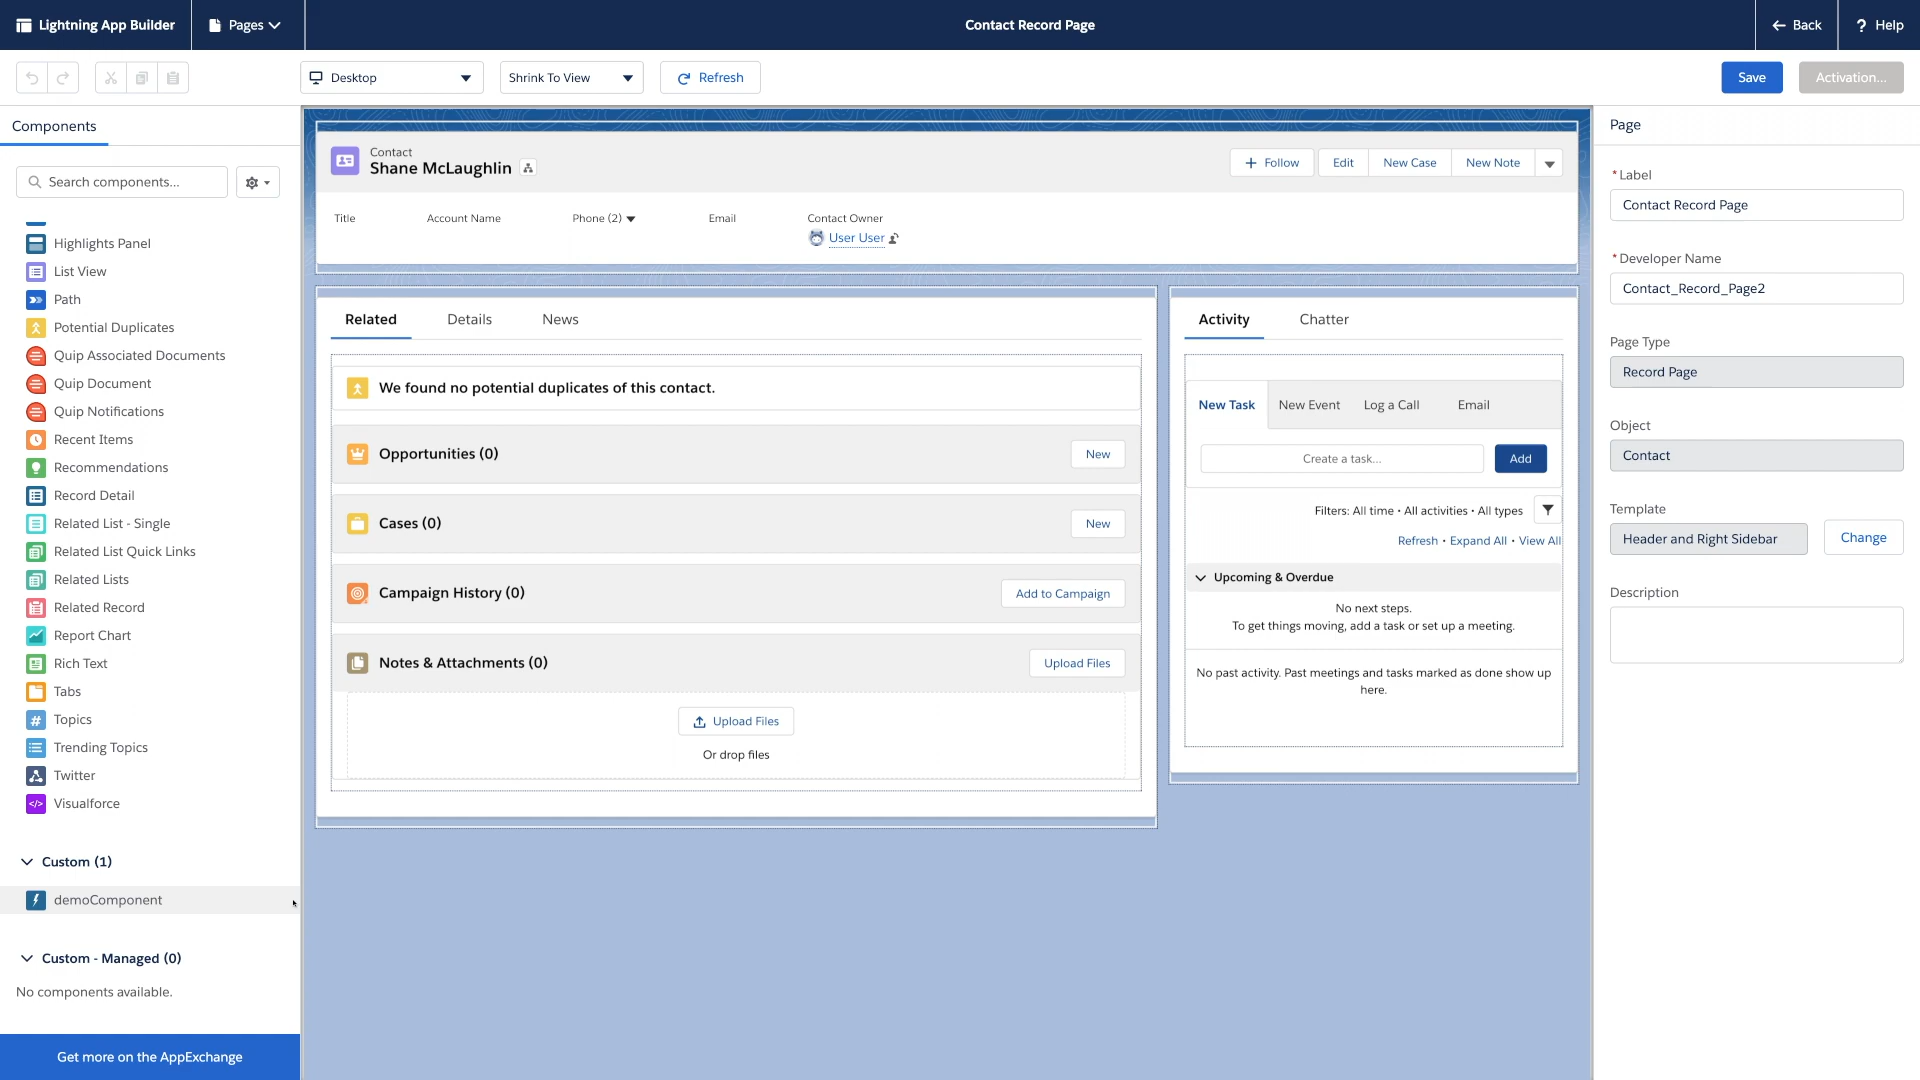 Lightning App Builder
Pages
Contact Record Page
Back
? Help
Desktop
Shrink To View
Refresh
Save
Activation...
Components
Search components...
Highlights Panel
List View
Path
Potential Duplicates
Quip Associated Documents
Quip Document
Quip Notifications
Recent Items
Recommendations
Record Detail
Related List - Single
Related List Quick Links
Related Lists
Related Record
Report Chart
Rich Text
Tabs
Topics
Trending Topics
Twitter
Visualforce
Custom (1)
demoComponent
Custom - Managed (0)
No components available.
Get more on the AppExchange
Contact
Shane McLaughlin
+ Follow
Edit
New Case
New Note
Title
Account Name
Phone (2)
Email
Contact Owner
User User
Related
Details
News
We found no potential duplicates of this contact.
Opportunities (0)
New
Cases (0)
New
Campaign History (0)
Add to Campaign
Notes & Attachments (0)
Upload Files
Upload Files
Or drop files
Activity
Chatter
New Task
New Event
Log a Call
Email
Create a task...
Add
Filters: All time • All activities • All types
Refresh • Expand All • View All
Upcoming & Overdue
No next steps.
To get things moving, add a task or set up a meeting.
No past activity. Past meetings and tasks marked as done show up
here.
Page
* Label
Contact Record Page
* Developer Name
Contact_Record_Page2
Page Type
Record Page
Object
Contact
Template
Header and Right Sidebar
Change
Description